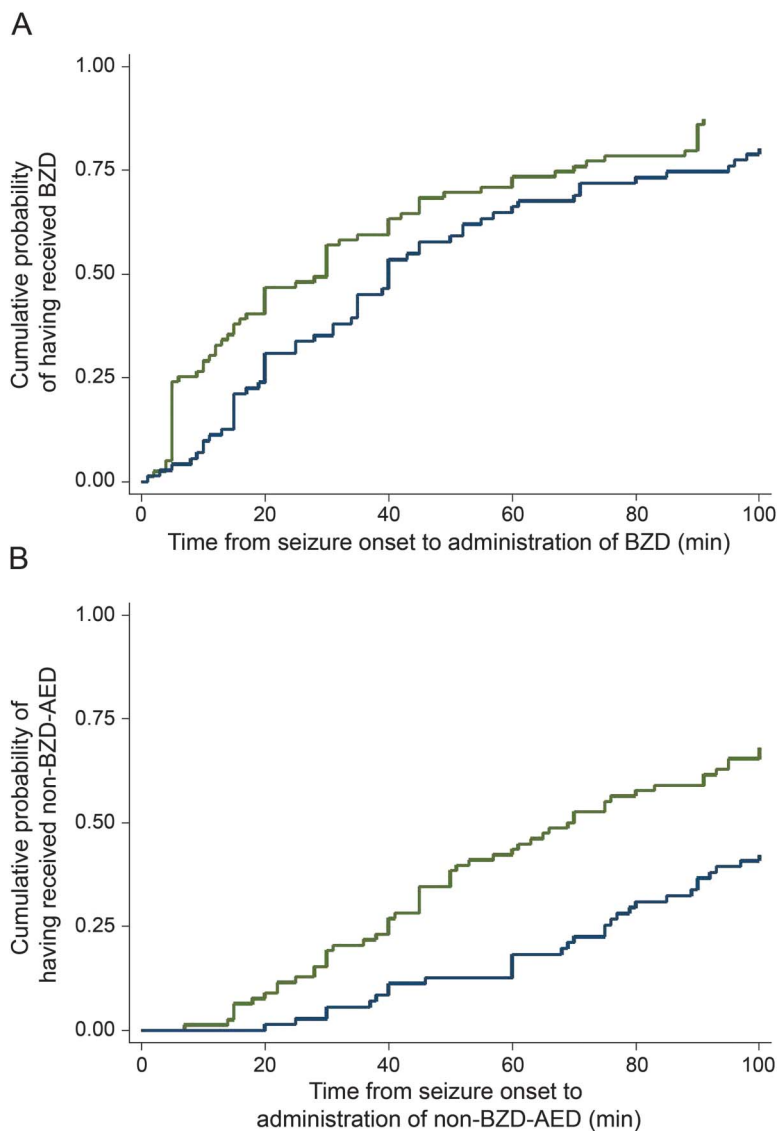 A
1.00
0.75
0.50
0.25
0.00
Cumulative probability
of having received BZD
0 20 40 60 80 100
Time from seizure onset to administration of BZD (min)
B
1.00
0.75
0.50
0.25
0.00
Cumulative probability of
having received non-BZD-AED
0 20 40 60 80 100
Time from seizure onset to
administration of non-BZD-AED (min)